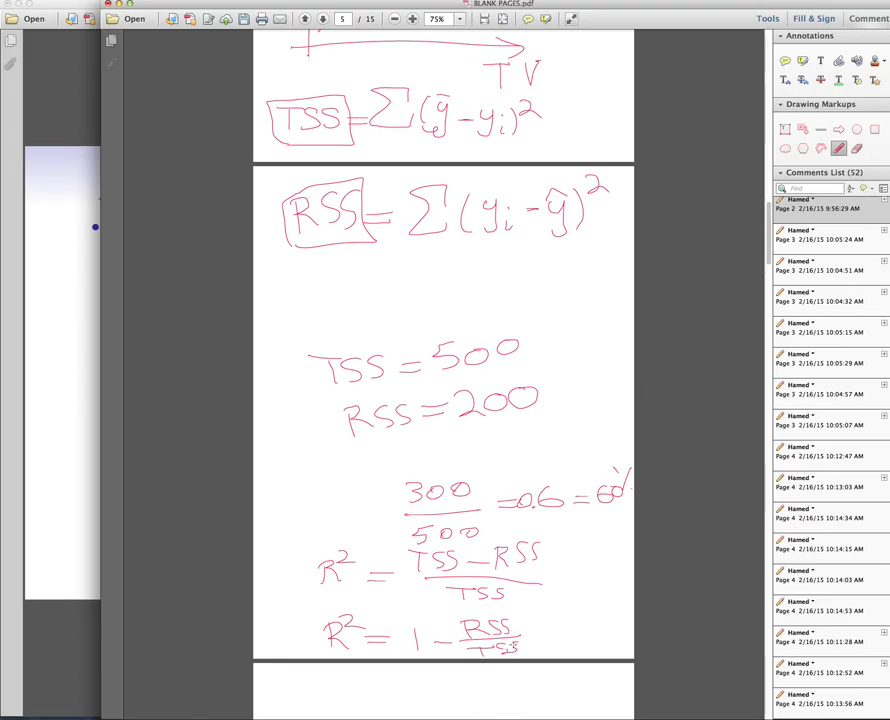 BLANK PAGES.pdf
Open
Open
5 / 15
75%
Tools
Fill & Sign
Comment
T V
TSS = ∑ (ȳ - yi)²
RSS = ∑ (yi - ŷ)²
TSS = 500
RSS = 200
300
500
= 0.6 = 60%
R² = TSS - RSS
TSS
R² = 1 - RSS
TSS
Annotations
Drawing Markups
Comments List (52)
Find
Hamed
Page 2 2/16/15 9:56:29 AM
Hamed
Page 3 2/16/15 10:05:24 AM
Hamed
Page 3 2/16/15 10:04:51 AM
Hamed
Page 3 2/16/15 10:04:32 AM
Hamed
Page 3 2/16/15 10:05:15 AM
Hamed
Page 3 2/16/15 10:05:29 AM
Hamed
Page 3 2/16/15 10:04:57 AM
Hamed
Page 3 2/16/15 10:05:07 AM
Hamed
Page 4 2/16/15 10:12:47 AM
Hamed
Page 4 2/16/15 10:13:03 AM
Hamed
Page 4 2/16/15 10:14:34 AM
Hamed
Page 4 2/16/15 10:14:15 AM
Hamed
Page 4 2/16/15 10:14:03 AM
Hamed
Page 4 2/16/15 10:14:53 AM
Hamed
Page 4 2/16/15 10:11:28 AM
Hamed
Page 4 2/16/15 10:12:52 AM
Hamed
Page 4 2/16/15 10:13:56 AM